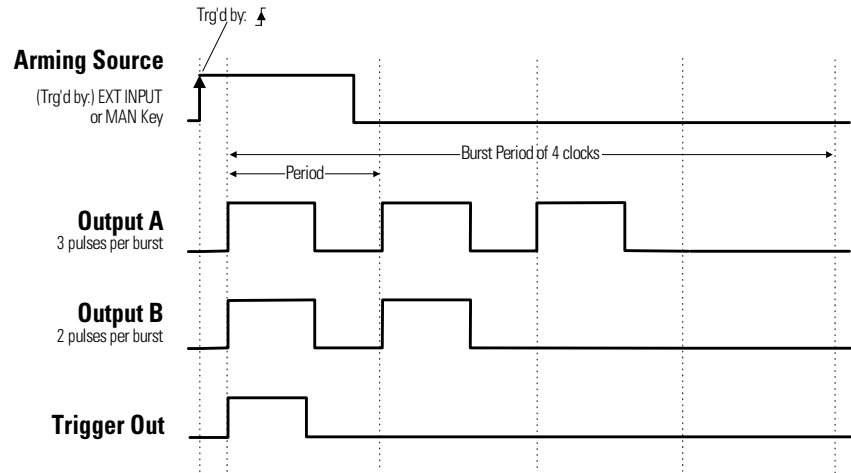 Trg'd by:
Arming Source
(Trg'd by:) EXT INPUT
or MAN Key
Burst Period of 4 clocks
Period
Output A
3 pulses per burst
Output B
2 pulses per burst
Trigger Out